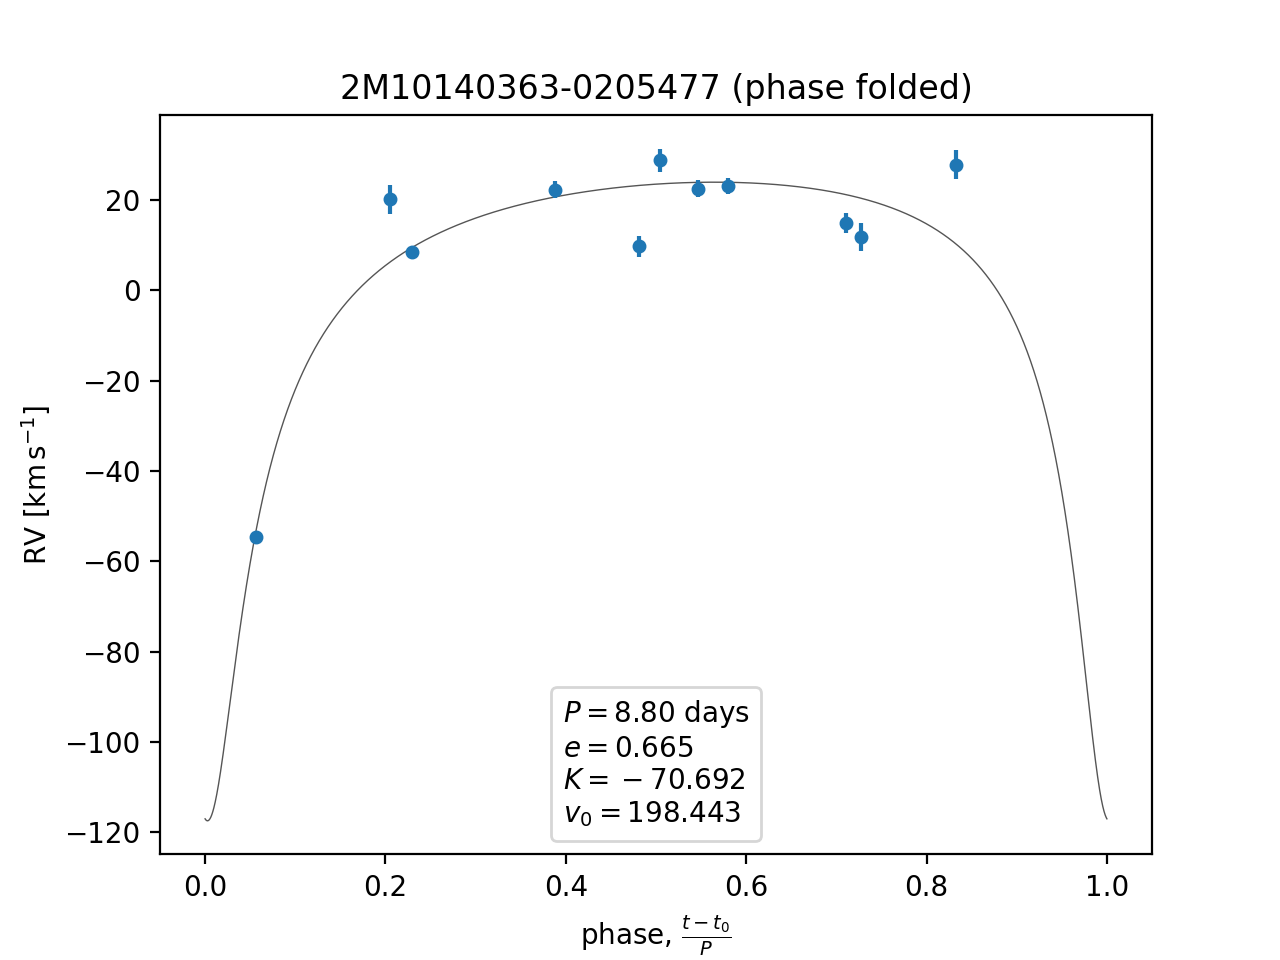 2M10140363-0205477 (phase folded)
RV [km s⁻¹]
20
0
−20
−40
−60
−80
−100
−120
P = 8.80 days
e = 0.665
K = − 70.692
v₀ = 198.443
0.0 0.2 0.4 0.6 0.8 1.0
phase, (t − t₀)/P